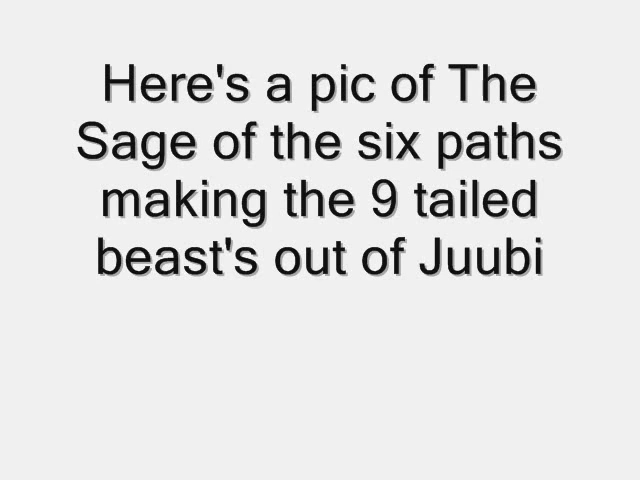 Here's a pic of The
Sage of the six paths
making the 9 tailed
beast's out of Juubi